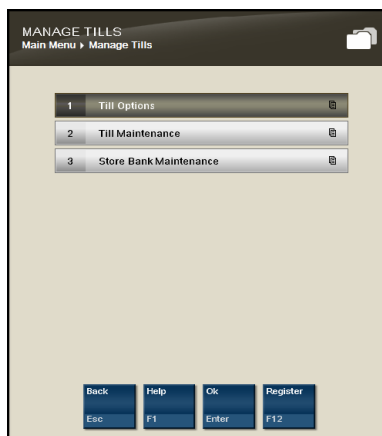 MANAGE TILLS
Main Menu ▸ Manage Tills
1 Till Options
2 Till Maintenance
3 Store Bank Maintenance
Back Help Ok Register
Esc F1 Enter F12